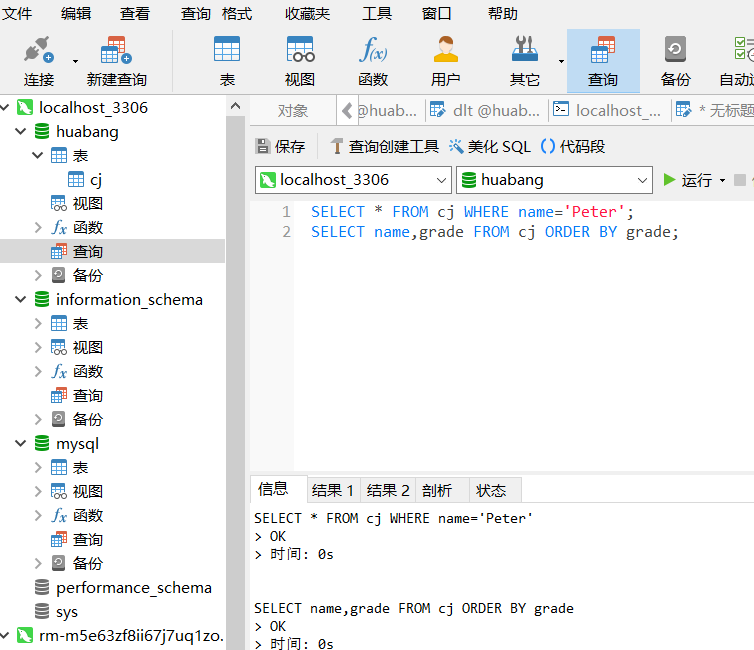 文件 编辑 查看 查询 格式 收藏夹 工具 窗口 帮助
连接 新建查询 表 视图 函数 用户 其它 查询 备份
localhost_3306
huabang
表
cj
视图
函数
查询
备份
information_schema
表
视图
函数
查询
备份
mysql
表
视图
函数
查询
备份
performance_schema
sys
rm-m5e63zf8ii67j7uq1zo.
对象 @huab... dlt @huab... localhost_... * 无标题
保存 查询创建工具 美化 SQL () 代码段
localhost_3306 huabang 运行
1 SELECT * FROM cj WHERE name='Peter';
2 SELECT name,grade FROM cj ORDER BY grade;
信息 结果 1 结果 2 剖析 状态
SELECT * FROM cj WHERE name='Peter'
> OK
> 时间: 0s
SELECT name,grade FROM cj ORDER BY grade
> OK
> 时间: 0s